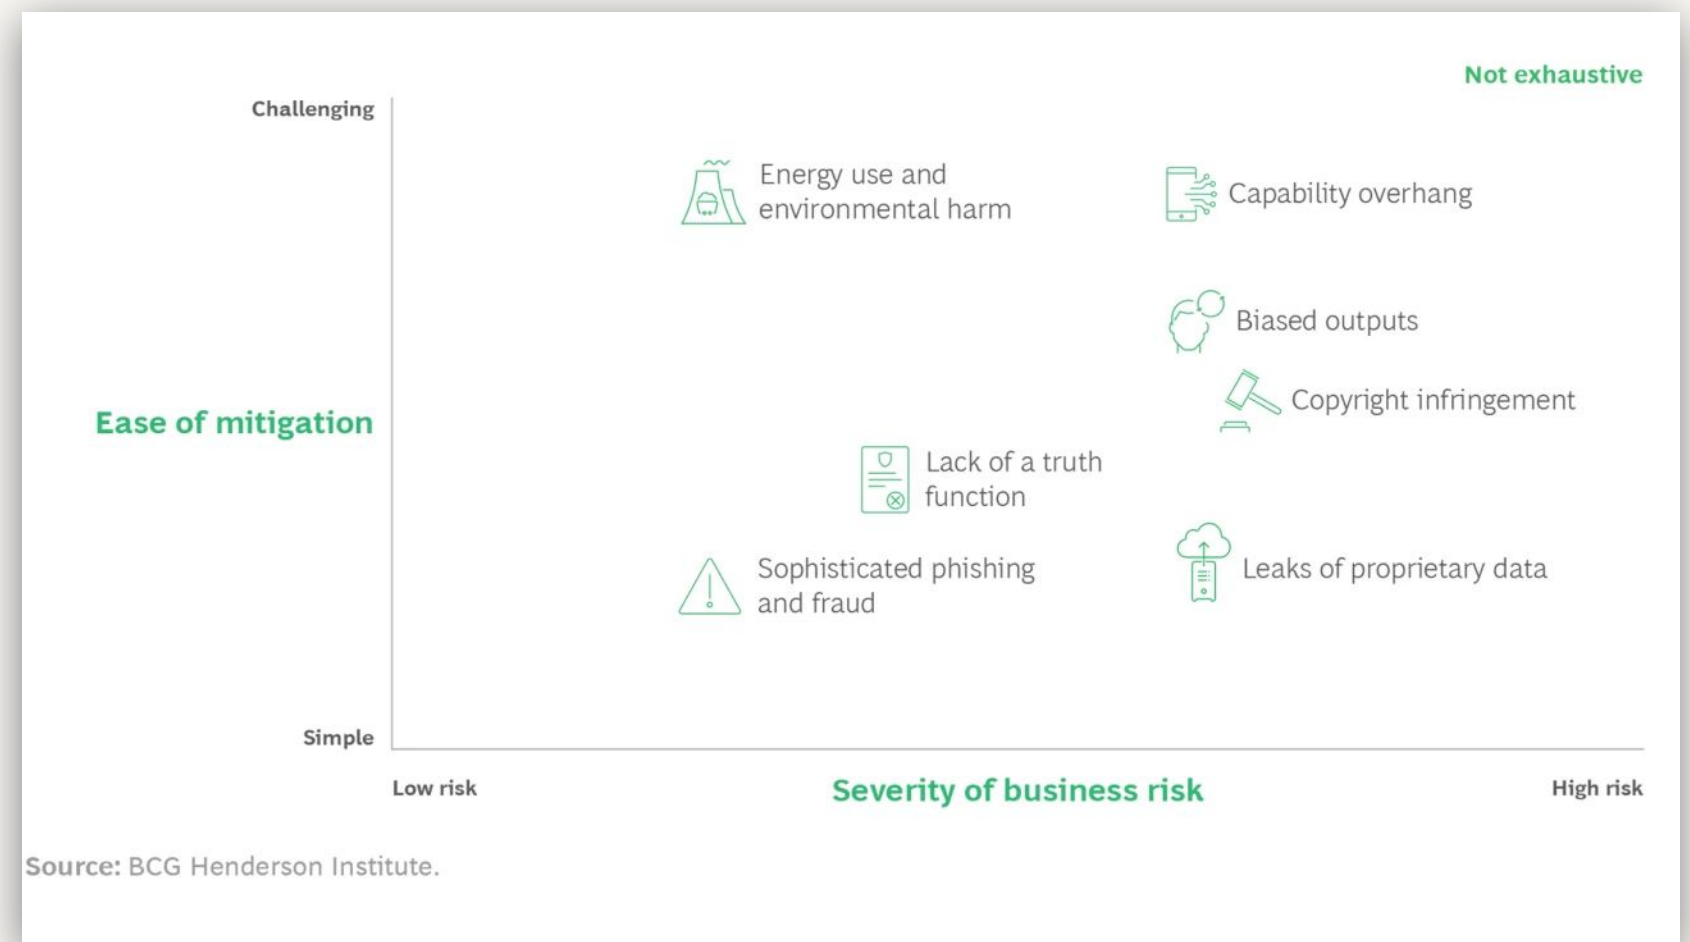 Not exhaustive
Challenging
Energy use and
environmental harm
Capability overhang
Biased outputs
Copyright infringement
Ease of mitigation
Lack of a truth
function
Sophisticated phishing
and fraud
Leaks of proprietary data
Simple
Low risk
Severity of business risk
High risk
Source: BCG Henderson Institute.